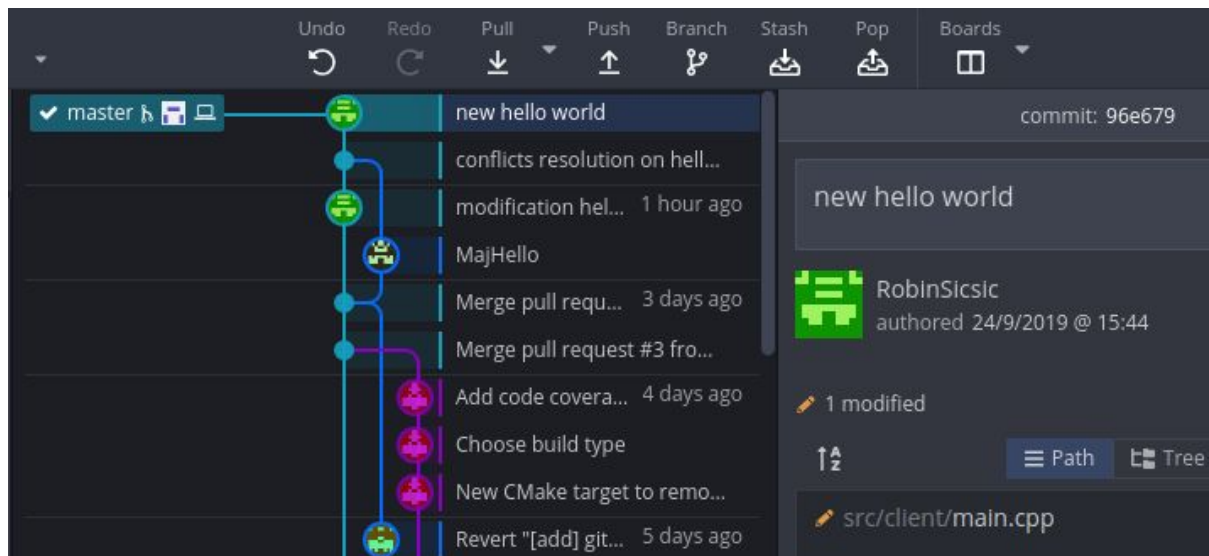 Undo Redo Pull Push Branch Stash Pop Boards
master
new hello world
conflicts resolution on hell...
modification hel... 1 hour ago
MajHello
Merge pull requ... 3 days ago
Merge pull request #3 fro...
Add code covera... 4 days ago
Choose build type
New CMake target to remo...
Revert "[add] git... 5 days ago
commit: 96e679
new hello world
RobinSicsic
authored 24/9/2019 @ 15:44
1 modified
AZ Path Tree
src/client/main.cpp